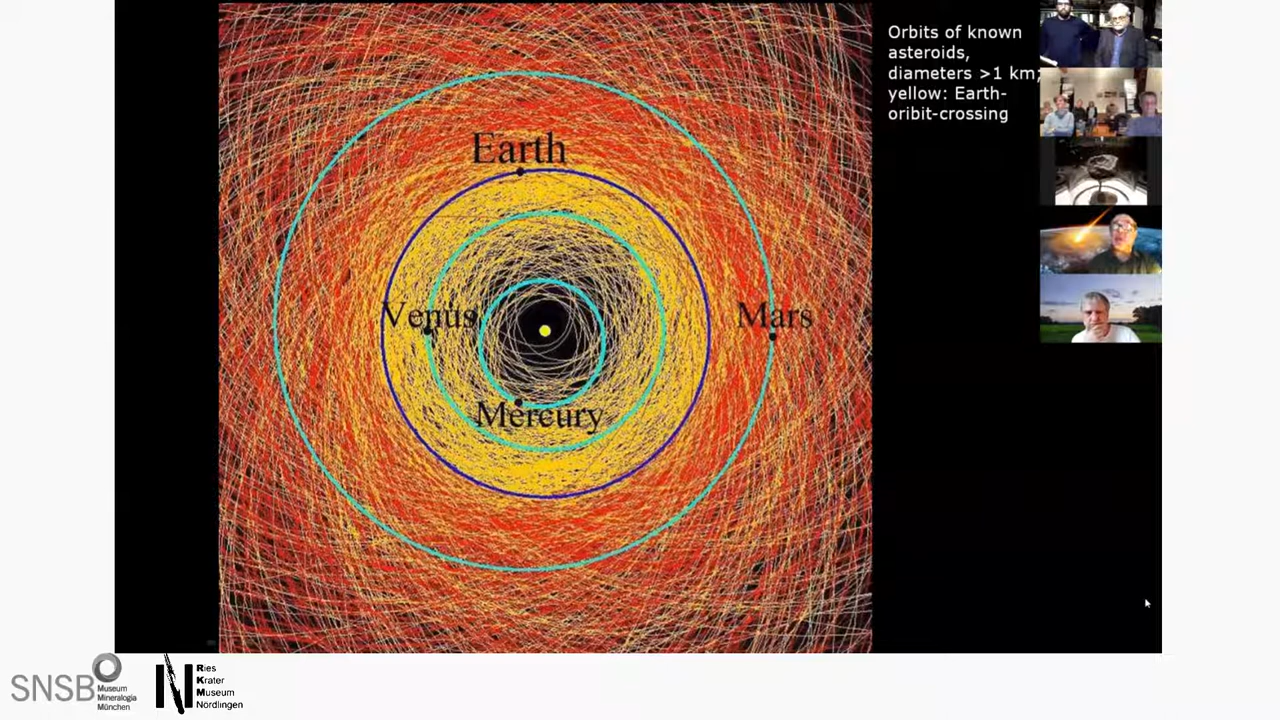 Orbits of known
asteroids,
diameters >1 km;
yellow: Earth-
oribit-crossing
Earth
Venus
Mars
Mercury
SNSB
Museum
Mineralogia
München
N
Ries
Krater
Museum
Nördlingen